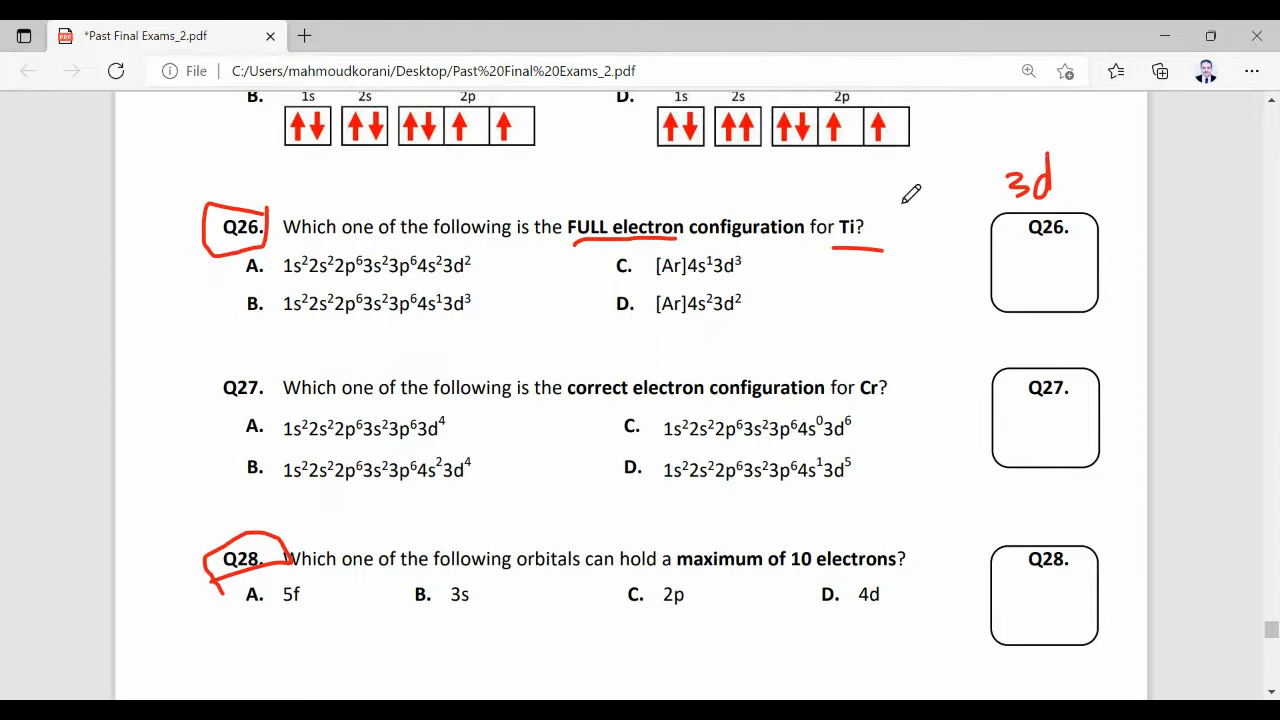 *Past Final Exams_2.pdf
File C:/Users/mahmoudkorani/Desktop/Past%20Final%20Exams_2.pdf
B. 1s 2s 2p D. 1s 2s 2p
3d
Q26. Which one of the following is the FULL electron configuration for Ti? Q26.
A. 1s²2s²2p⁶3s²3p⁶4s²3d² C. [Ar]4s¹3d³
B. 1s²2s²2p⁶3s²3p⁶4s¹3d³ D. [Ar]4s²3d²
Q27. Which one of the following is the correct electron configuration for Cr? Q27.
A. 1s²2s²2p⁶3s²3p⁶3d⁴ C. 1s²2s²2p⁶3s²3p⁶4s⁰3d⁶
B. 1s²2s²2p⁶3s²3p⁶4s²3d⁴ D. 1s²2s²2p⁶3s²3p⁶4s¹3d⁵
Q28. Which one of the following orbitals can hold a maximum of 10 electrons? Q28.
A. 5f B. 3s C. 2p D. 4d